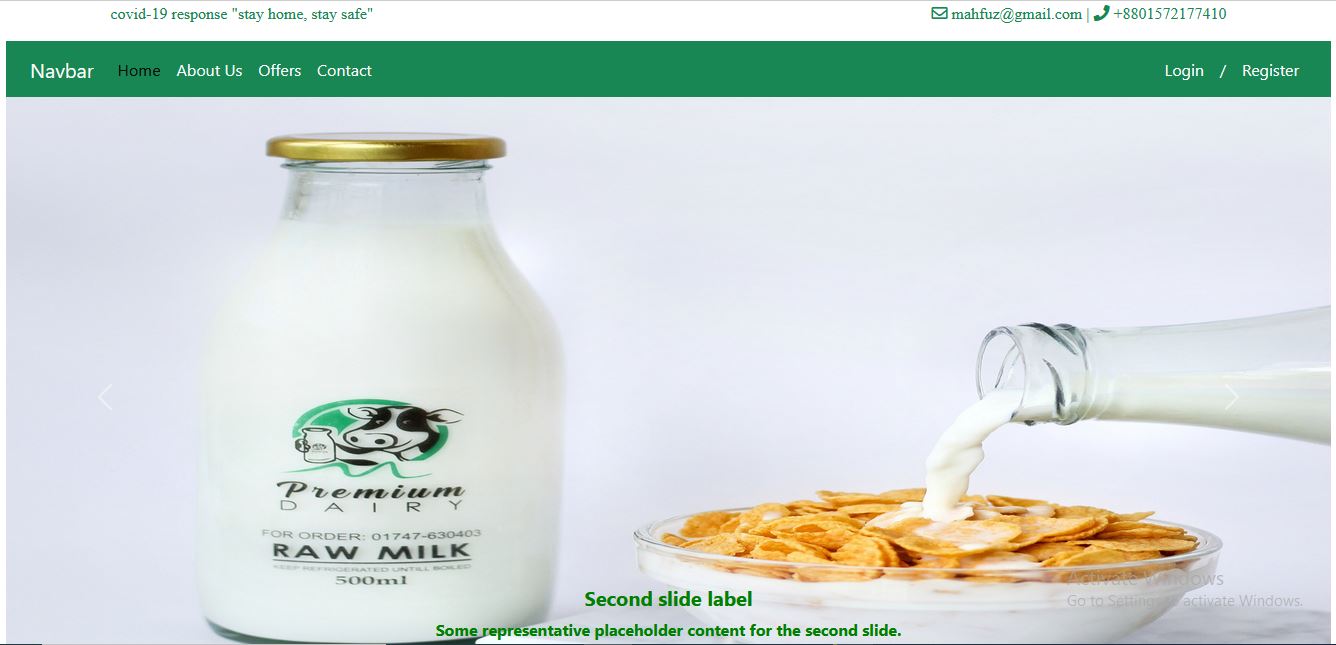 covid-19 response "stay home, stay safe"
mahfuz@gmail.com | +8801572177410
Navbar Home About Us Offers Contact
Login / Register
Premium
DAIRY
FOR ORDER: 01747-630403
RAW MILK
KEEP REFRIGERATED UNTILL BOILED
500ml
Activate Windows
Go to Settings to activate Windows.
Second slide label
Some representative placeholder content for the second slide.